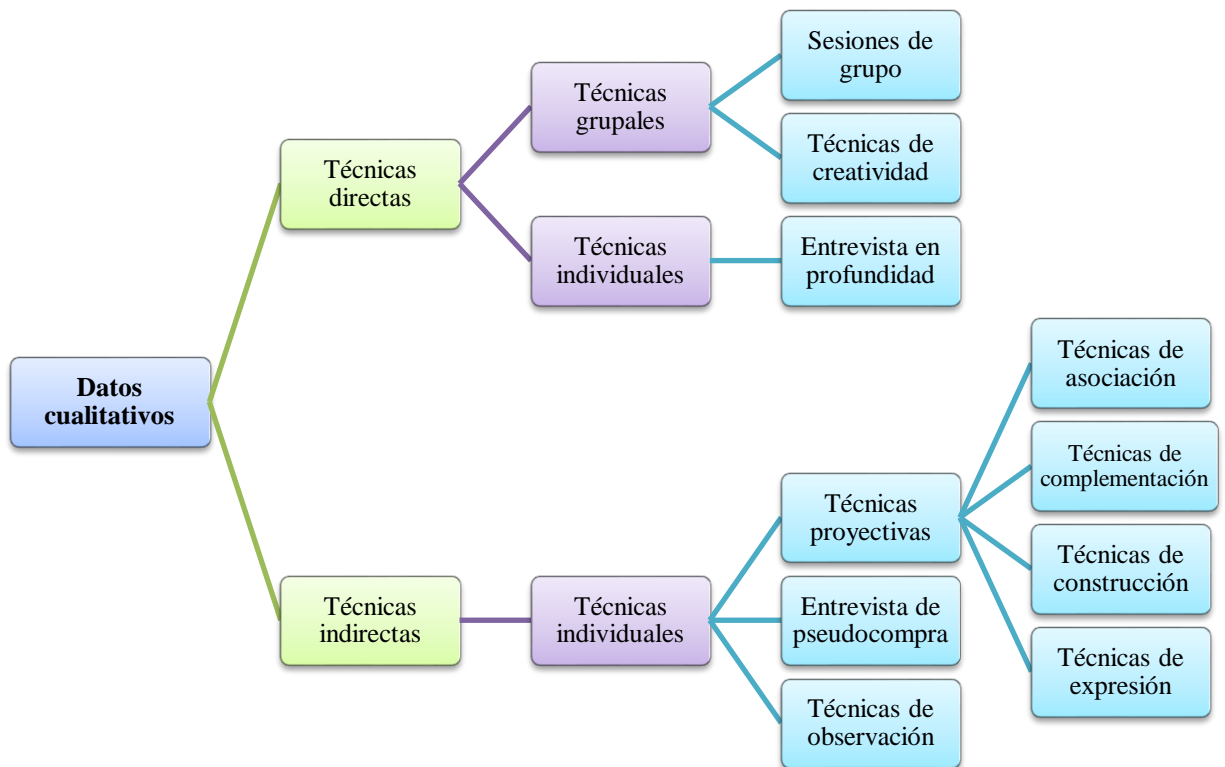 Datos
cualitativos
Técnicas
directas
Técnicas
grupales
Sesiones de
grupo
Técnicas de
creatividad
Técnicas
individuales
Entrevista en
profundidad
Técnicas
indirectas
Técnicas
individuales
Técnicas
proyectivas
Técnicas de
asociación
Técnicas de
complementación
Técnicas de
construcción
Técnicas de
expresión
Entrevista de
pseudocompra
Técnicas de
observación